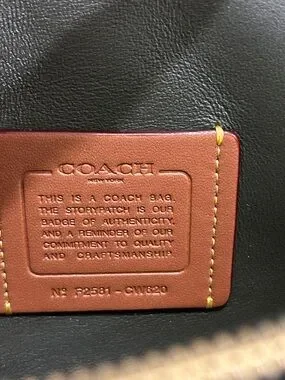 COACH
NEW YORK
THIS IS A COACH BAG.
THE STORYPATCH IS OUR
BADGE OF AUTHENTICITY,
AND A REMINDER OF OUR
COMMITMENT TO QUALITY
AND CRAFTSMANSHIP.
Nº F2581-CW620